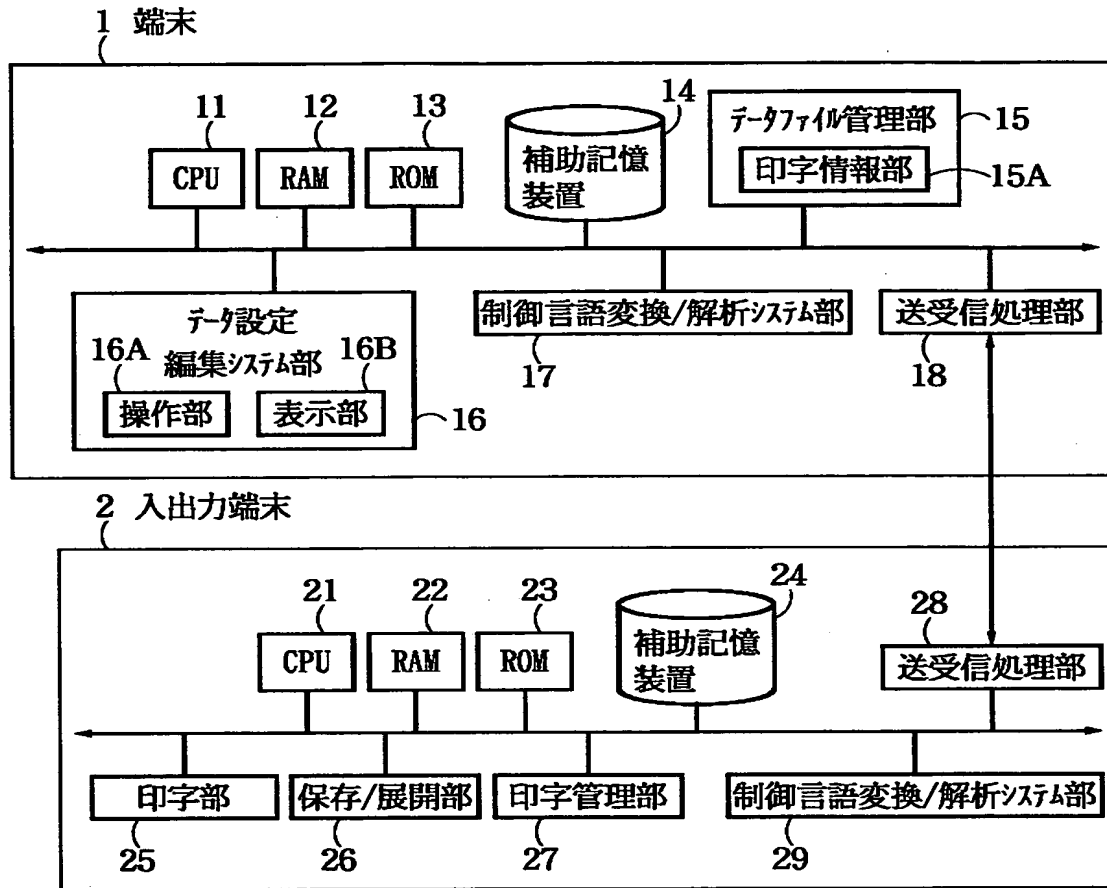 1 端末
11
12
13
14
15
CPU
RAM
ROM
補助記憶
装置
データファイル管理部
印字情報部
15A
データ設定
編集システム部
16A
16B
操作部
表示部
16
制御言語変換/解析システム部
17
送受信処理部
18
2 入出力端末
21
22
23
24
28
CPU
RAM
ROM
補助記憶
装置
送受信処理部
印字部
保存/展開部
印字管理部
制御言語変換/解析システム部
25
26
27
29